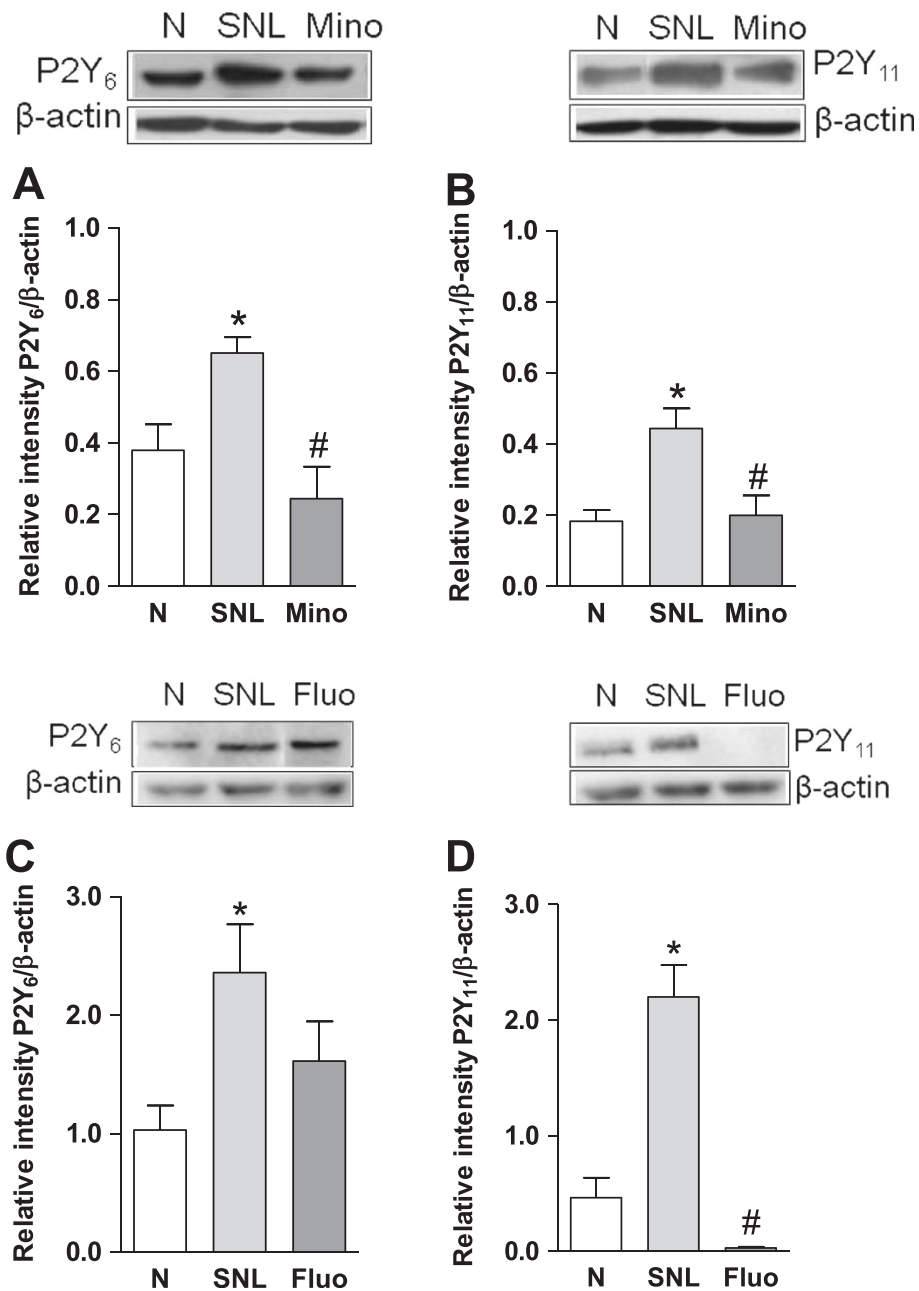 N SNL Mino
P2Y6
β-actin
N SNL Mino
P2Y11
β-actin
A
Relative intensity P2Y6/β-actin
1.0
0.8
0.6
0.4
0.2
0.0
*
#
N SNL Mino
B
Relative intensity P2Y11/β-actin
1.0
0.8
0.6
0.4
0.2
0.0
*
#
N SNL Mino
N SNL Fluo
P2Y6
β-actin
N SNL Fluo
P2Y11
β-actin
C
Relative intensity P2Y6/β-actin
3.0
2.0
1.0
0.0
*
N SNL Fluo
D
Relative intensity P2Y11/β-actin
3.0
2.0
1.0
0.0
*
#
N SNL Fluo